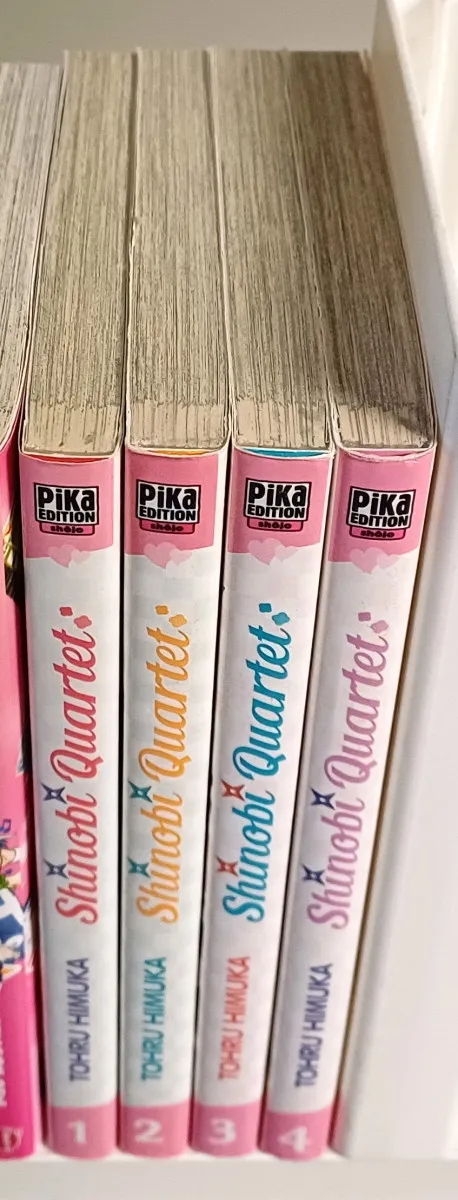 PiKa
EDITION
shôjo
Shinobi Quartet
TOHRU HIMUKA
1
PiKa
EDITION
shôjo
Shinobi Quartet
TOHRU HIMUKA
2
PiKa
EDITION
shôjo
Shinobi Quartet
TOHRU HIMUKA
3
PiKa
EDITION
shôjo
Shinobi Quartet
TOHRU HIMUKA
4